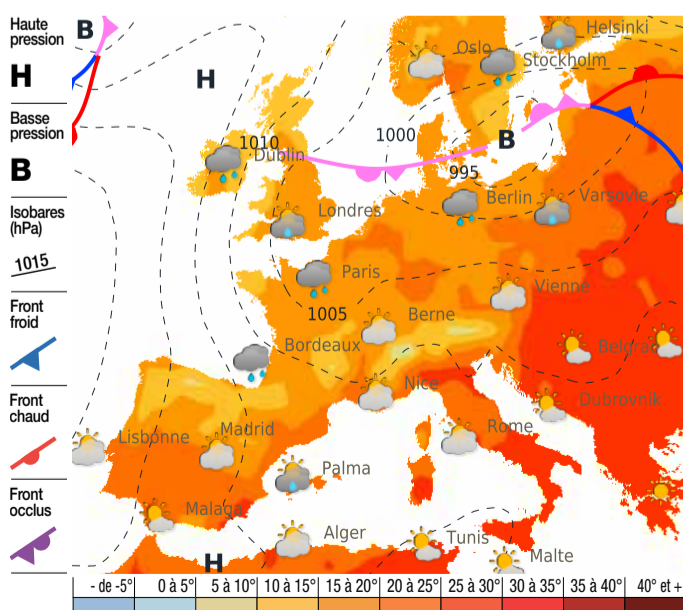 Haute
pression
H
Basse
pression
B
Isobares
(hPa)
1015
Front
froid
Front
chaud
Front
occlus
B
H
Oslo
Helsinki
Stockholm
1010
1000
Dublin
B
995
Londres
Berlin
Varsovie
Paris
Vienne
1005
Berne
Bordeaux
Belgra
Nice
Dubrovnik
Lisbonne
Madrid
Rome
Palma
Malaga
Alger
Tunis
H
Malte
- de -5° 0 à 5° 5 à 10° 10 à 15° 15 à 20° 20 à 25° 25 à 30° 30 à 35° 35 à 40° 40° et +